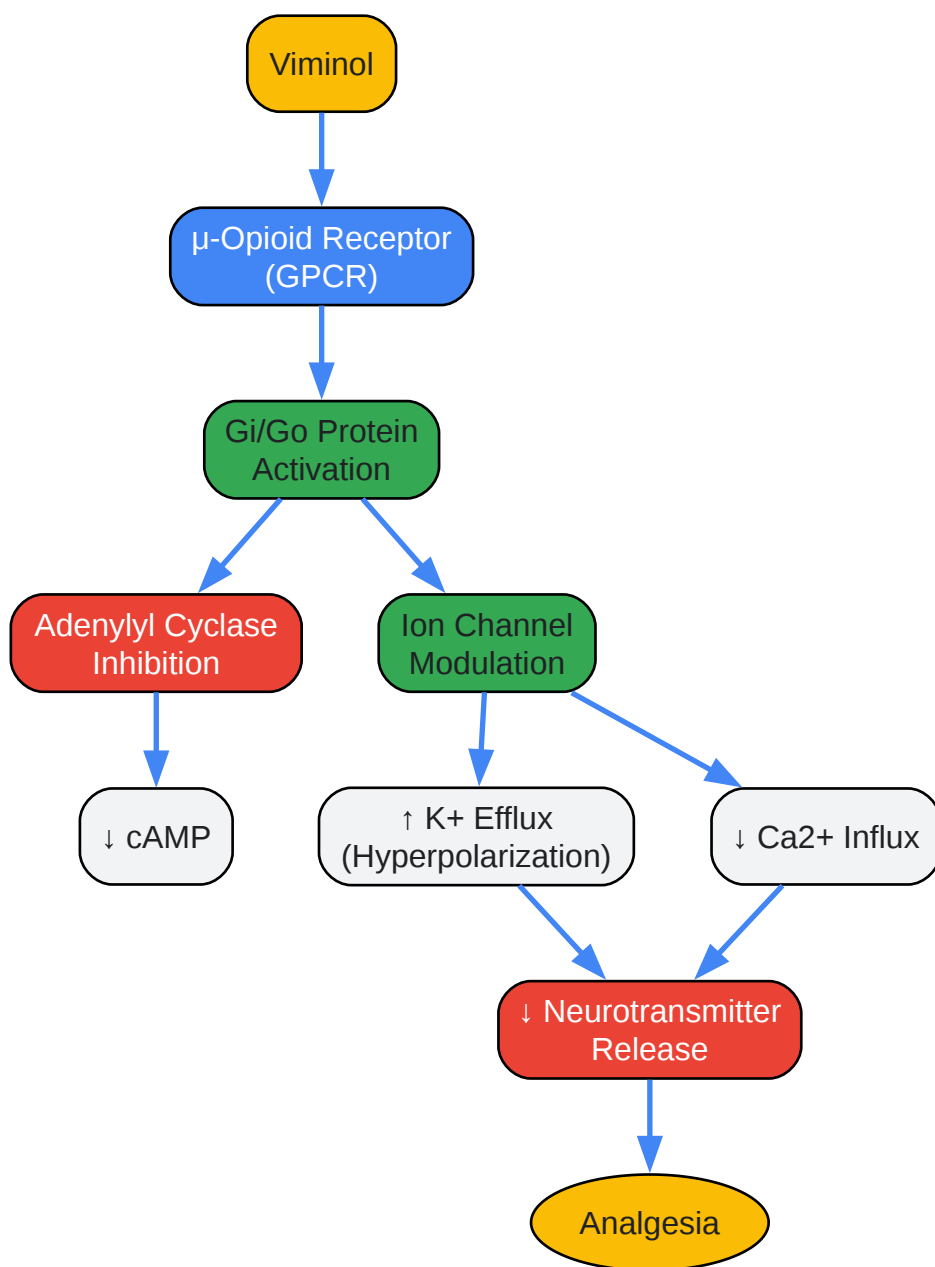 Viminol
μ-Opioid Receptor
(GPCR)
Gi/Go Protein
Activation
Adenylyl Cyclase
Inhibition
Ion Channel
Modulation
↓ cAMP
↑ K+ Efflux
(Hyperpolarization)
↓ Ca2+ Influx
↓ Neurotransmitter
Release
Analgesia